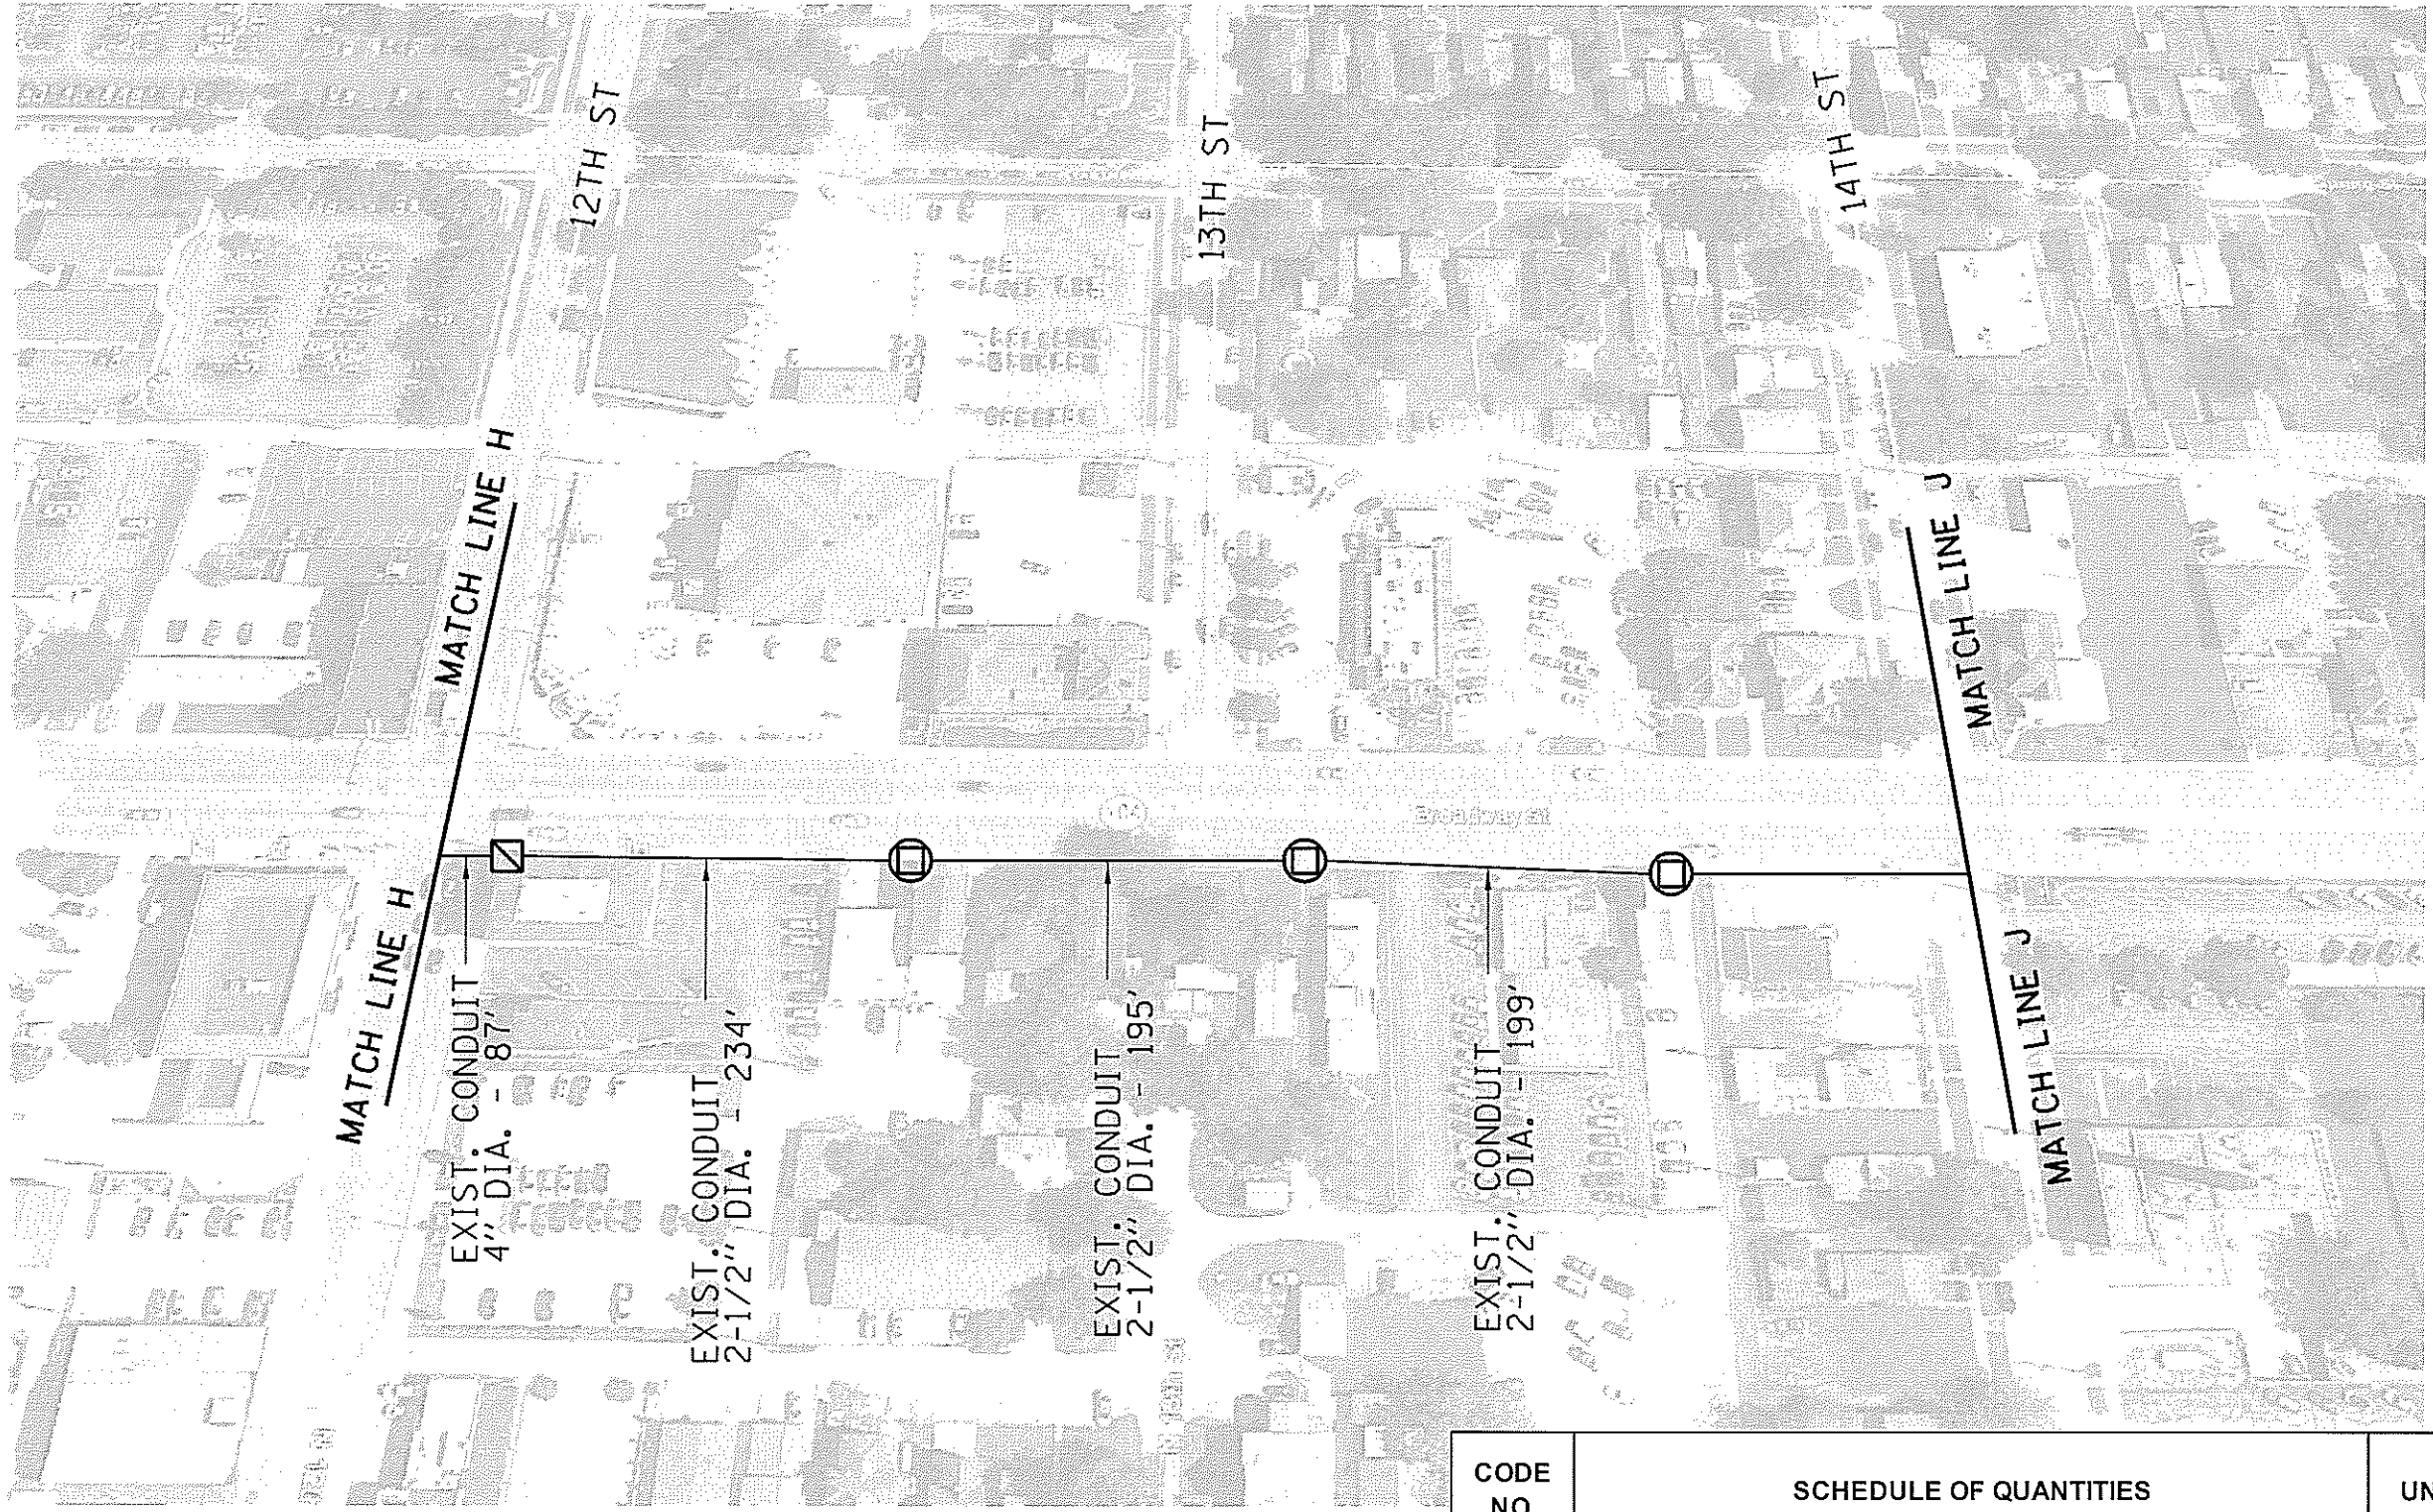 12TH ST
13TH ST
14TH ST
MATCH LINE H
MATCH LINE J
Broadway St
MATCH LINE H
MATCH LINE J
EXIST. CONDUIT
4" DIA. - 87'
EXIST. CONDUIT
2-1/2" DIA. - 234'
EXIST. CONDUIT
2-1/2" DIA. - 195'
EXIST. CONDUIT
2-1/2" DIA. - 199'
CODE
NO
SCHEDULE OF QUANTITIES